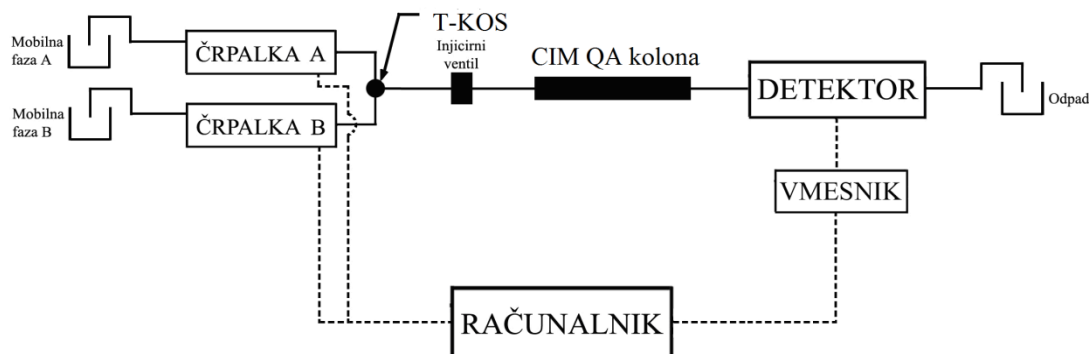 Mobilna
faza A
ČRPALKA A
T-KOS
Injicirni
ventil
CIM QA kolona
DETEKTOR
Odpad
Mobilna
faza B
ČRPALKA B
VMESNIK
RAČUNALNIK